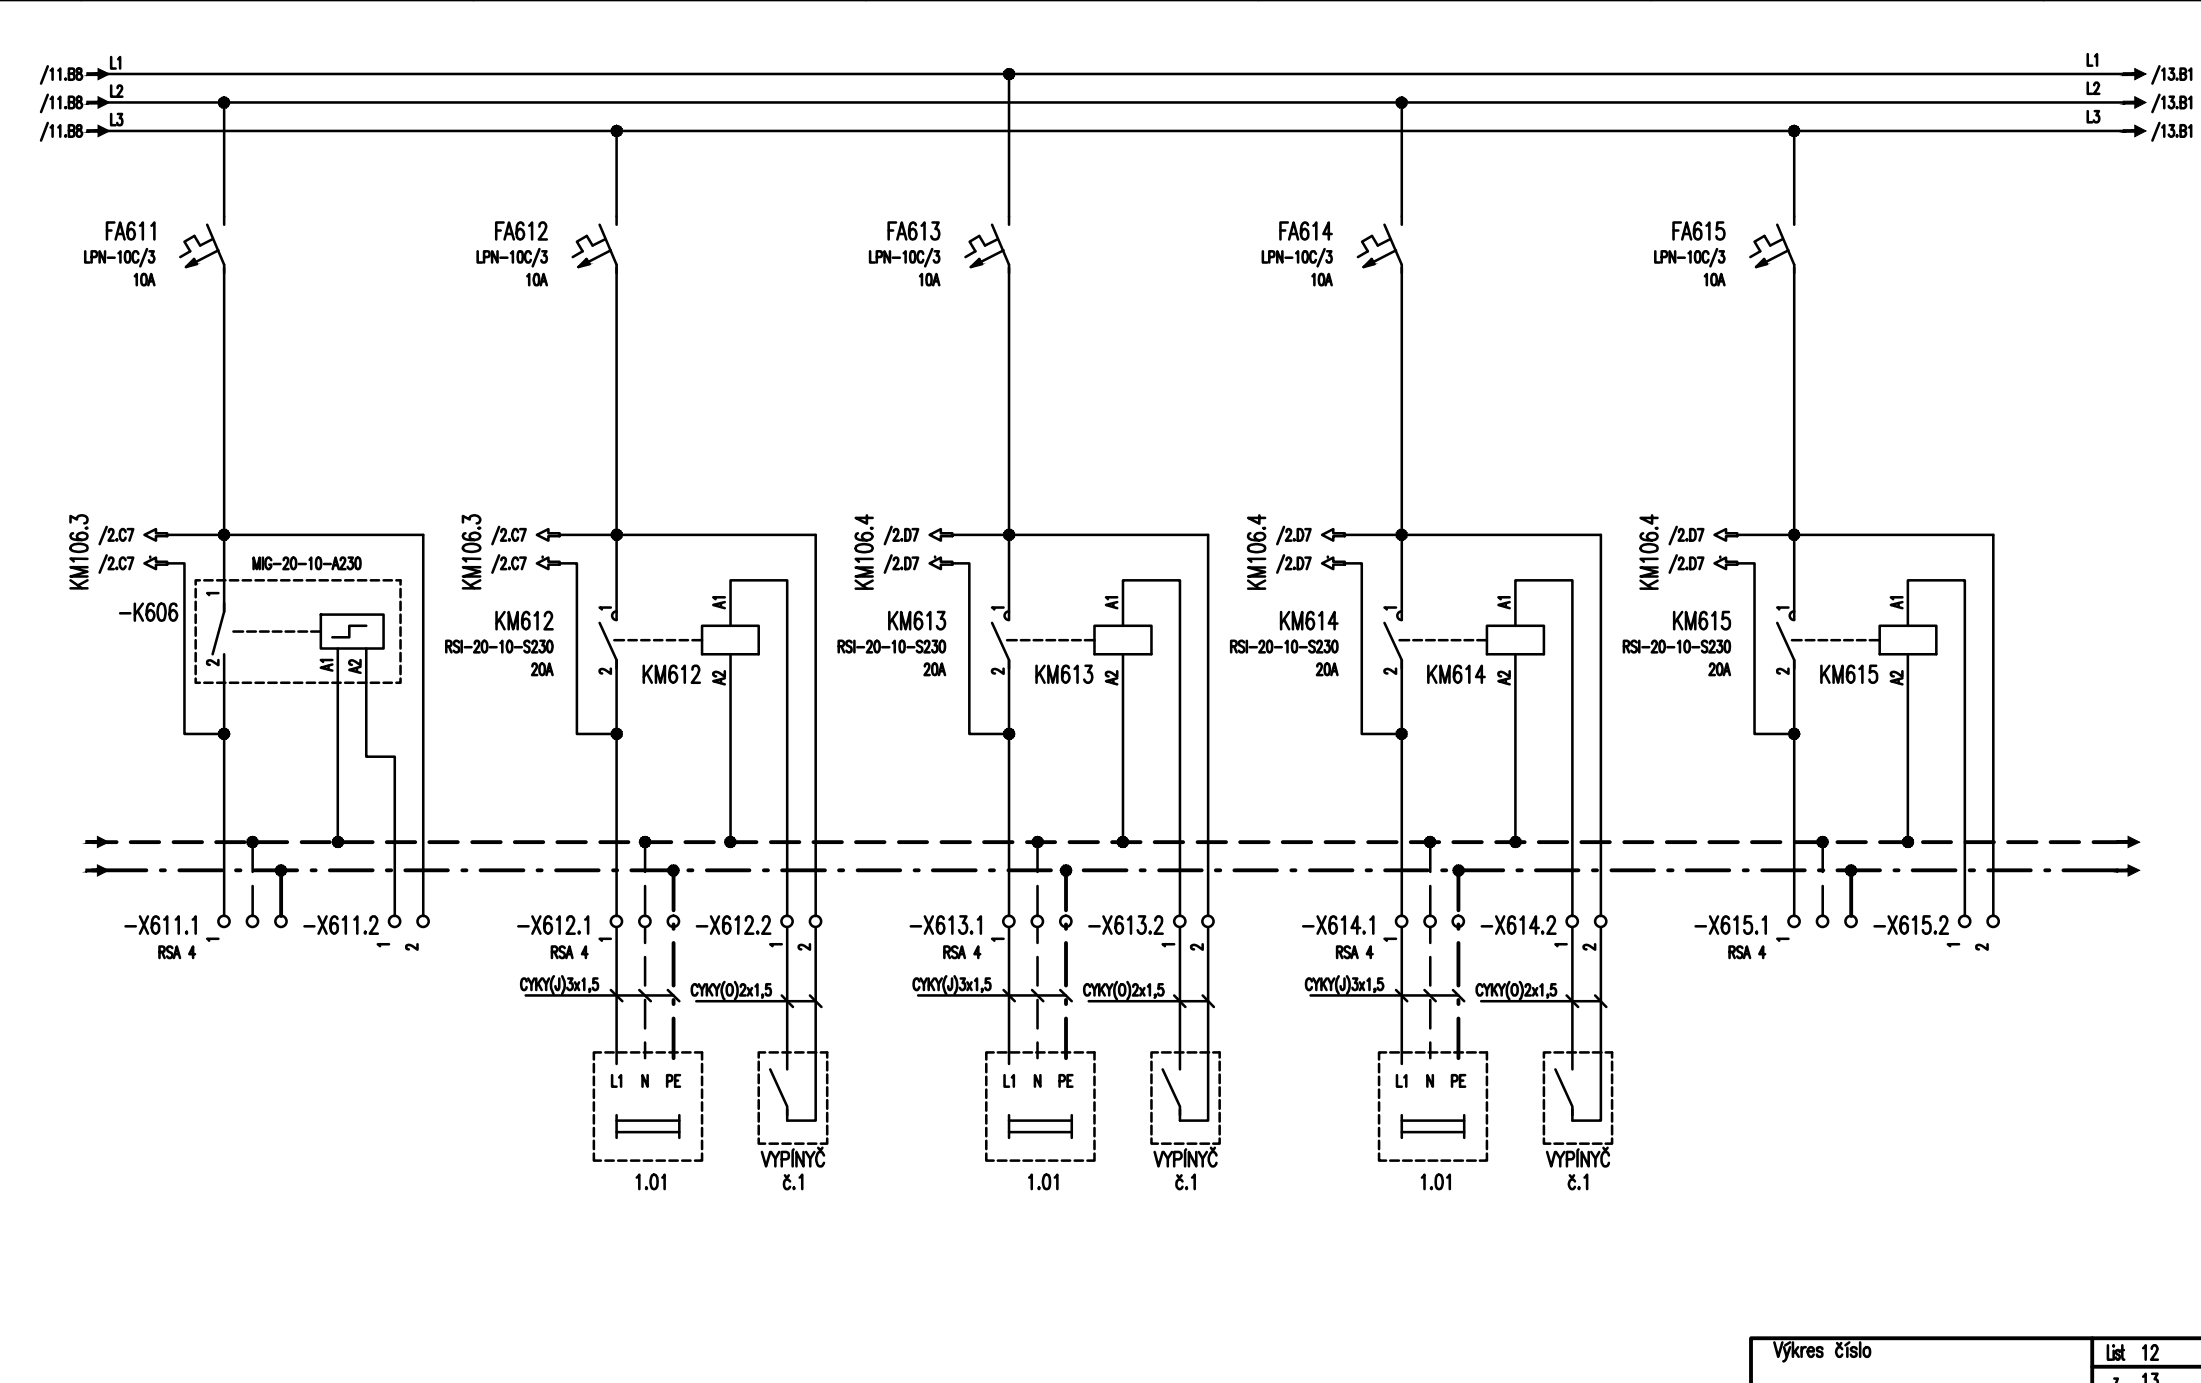 L1 L1
/11.B8 /13.B1
L2 L2
/11.B8 /13.B1
L3 L3
/11.B8 /13.B1
FA611 FA612 FA613 FA614 FA615
LPN-10C/3 LPN-10C/3 LPN-10C/3 LPN-10C/3 LPN-10C/3
10A 10A 10A 10A 10A
KM106.3 KM106.3 KM106.4 KM106.4 KM106.4
/2.C7 /2.C7 /2.D7 /2.D7 /2.D7
/2.C7 MIG-20-10-A230 /2.C7 /2.D7 /2.D7 /2.D7
1 1 A1 1 A1 1 A1 1 A1
-K606 KM612 KM613 KM614 KM615
RSI-20-10-S230 RSI-20-10-S230 RSI-20-10-S230 RSI-20-10-S230
2 A1 A2 20A 2 20A 2 20A 2 20A 2
KM612 A2 KM613 A2 KM614 A2 KM615 A2
-X611.1 -X611.2 -X612.1 -X612.2 -X613.1 -X613.2 -X614.1 -X614.2 -X615.1 -X615.2
1 1 2 1 1 2 1 1 2 1 1 2 1 1 2
RSA 4 RSA 4 RSA 4 RSA 4 RSA 4
CYKY(J)3x1,5 CYKY(O)2x1,5 CYKY(J)3x1,5 CYKY(O)2x1,5 CYKY(J)3x1,5 CYKY(O)2x1,5
L1 N PE L1 N PE L1 N PE
VYPÍNYČ VYPÍNYČ VYPÍNYČ
1.01 č.1 1.01 č.1 1.01 č.1
Výkres číslo List 12
13